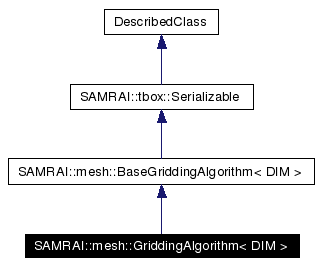 DescribedClass
SAMRAI::tbox::Serializable
SAMRAI::mesh::BaseGriddingAlgorithm< DIM >
SAMRAI::mesh::GriddingAlgorithm< DIM >